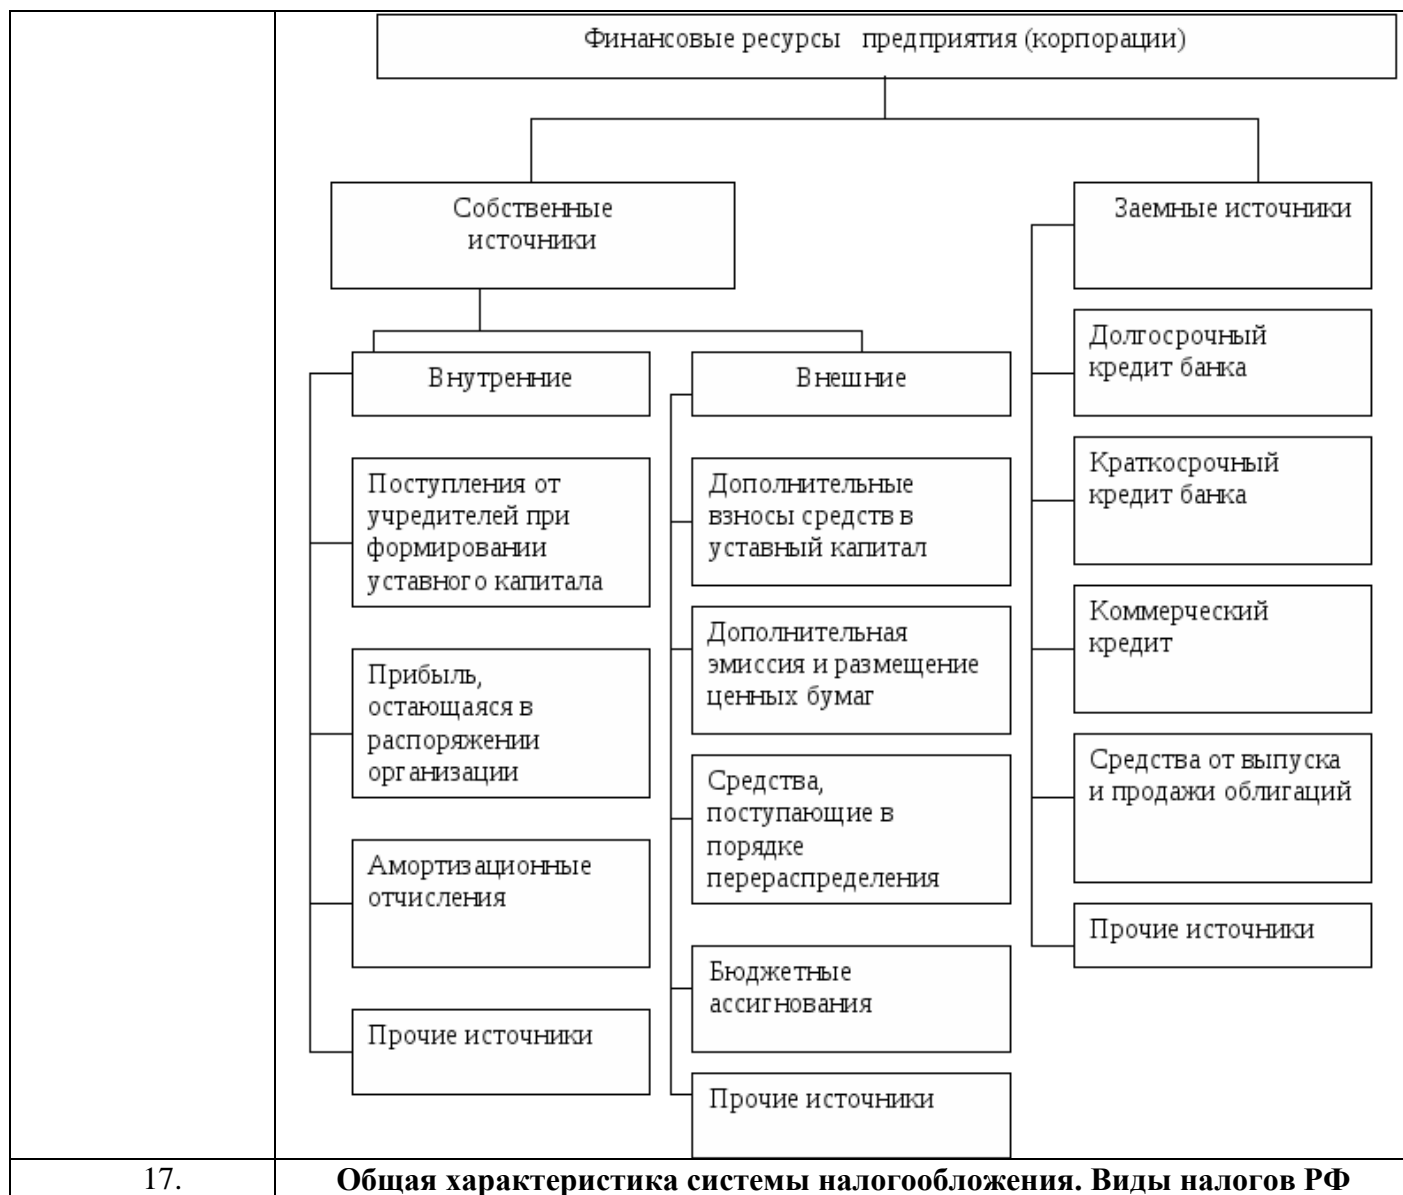 Финансовые ресурсы предприятия (корпорации)
Собственные
источники
Внутренние
Поступления от
учредителей при
формировании
уставного капитала
Прибыль,
остающаяся в
распоряжении
организации
Амортизационные
отчисления
Прочие источники
Внешние
Дополнительные
взносы средств в
уставный капитал
Дополнительная
эмиссия и размещение
ценных бумаг
Средства,
поступающие в
порядке
перераспределения
Бюджетные
ассигнования
Прочие источники
Заемные источники
Долгосрочный
кредит банка
Краткосрочный
кредит банка
Коммерческий
кредит
Средства от выпуска
и продажи облигаций
Прочие источники
17. Общая характеристика системы налогообложения. Виды налогов РФ